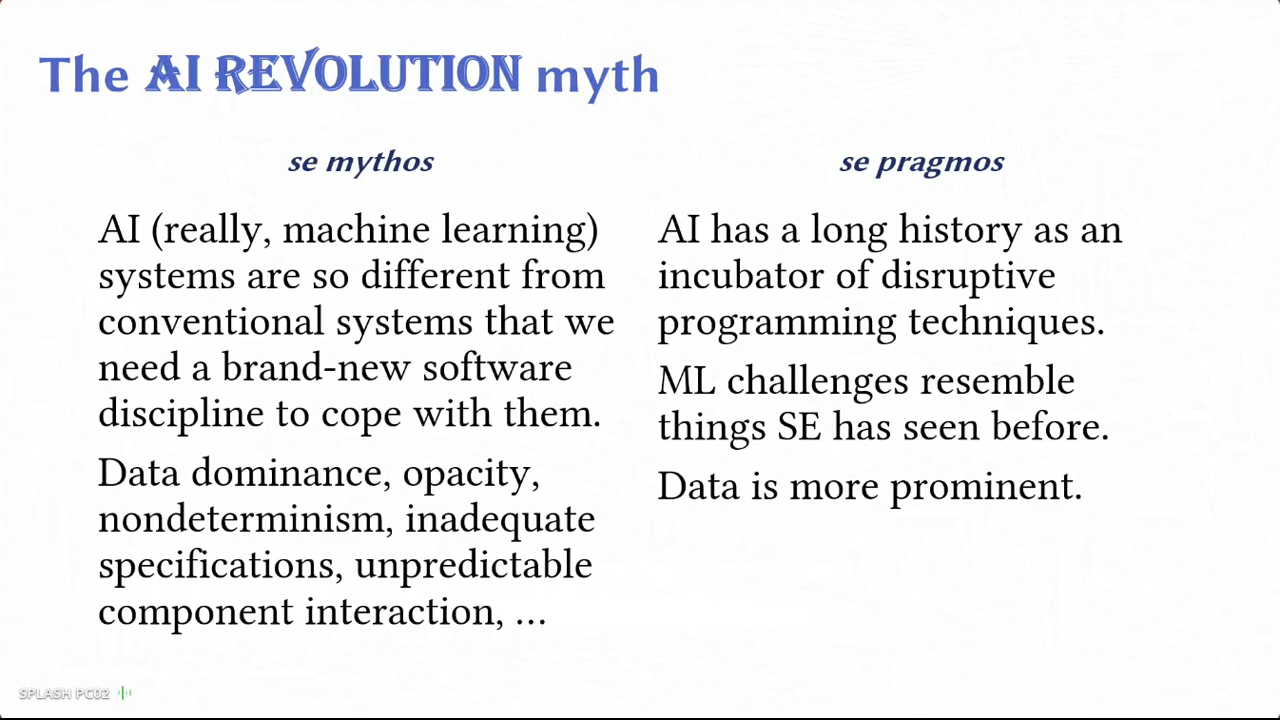 The AI REVOLUTION myth
se mythos
AI (really, machine learning)
systems are so different from
conventional systems that we
need a brand-new software
discipline to cope with them.
Data dominance, opacity,
nondeterminism, inadequate
specifications, unpredictable
component interaction, ...
se pragmos
AI has a long history as an
incubator of disruptive
programming techniques.
ML challenges resemble
things SE has seen before.
Data is more prominent.
SPLASH PC02